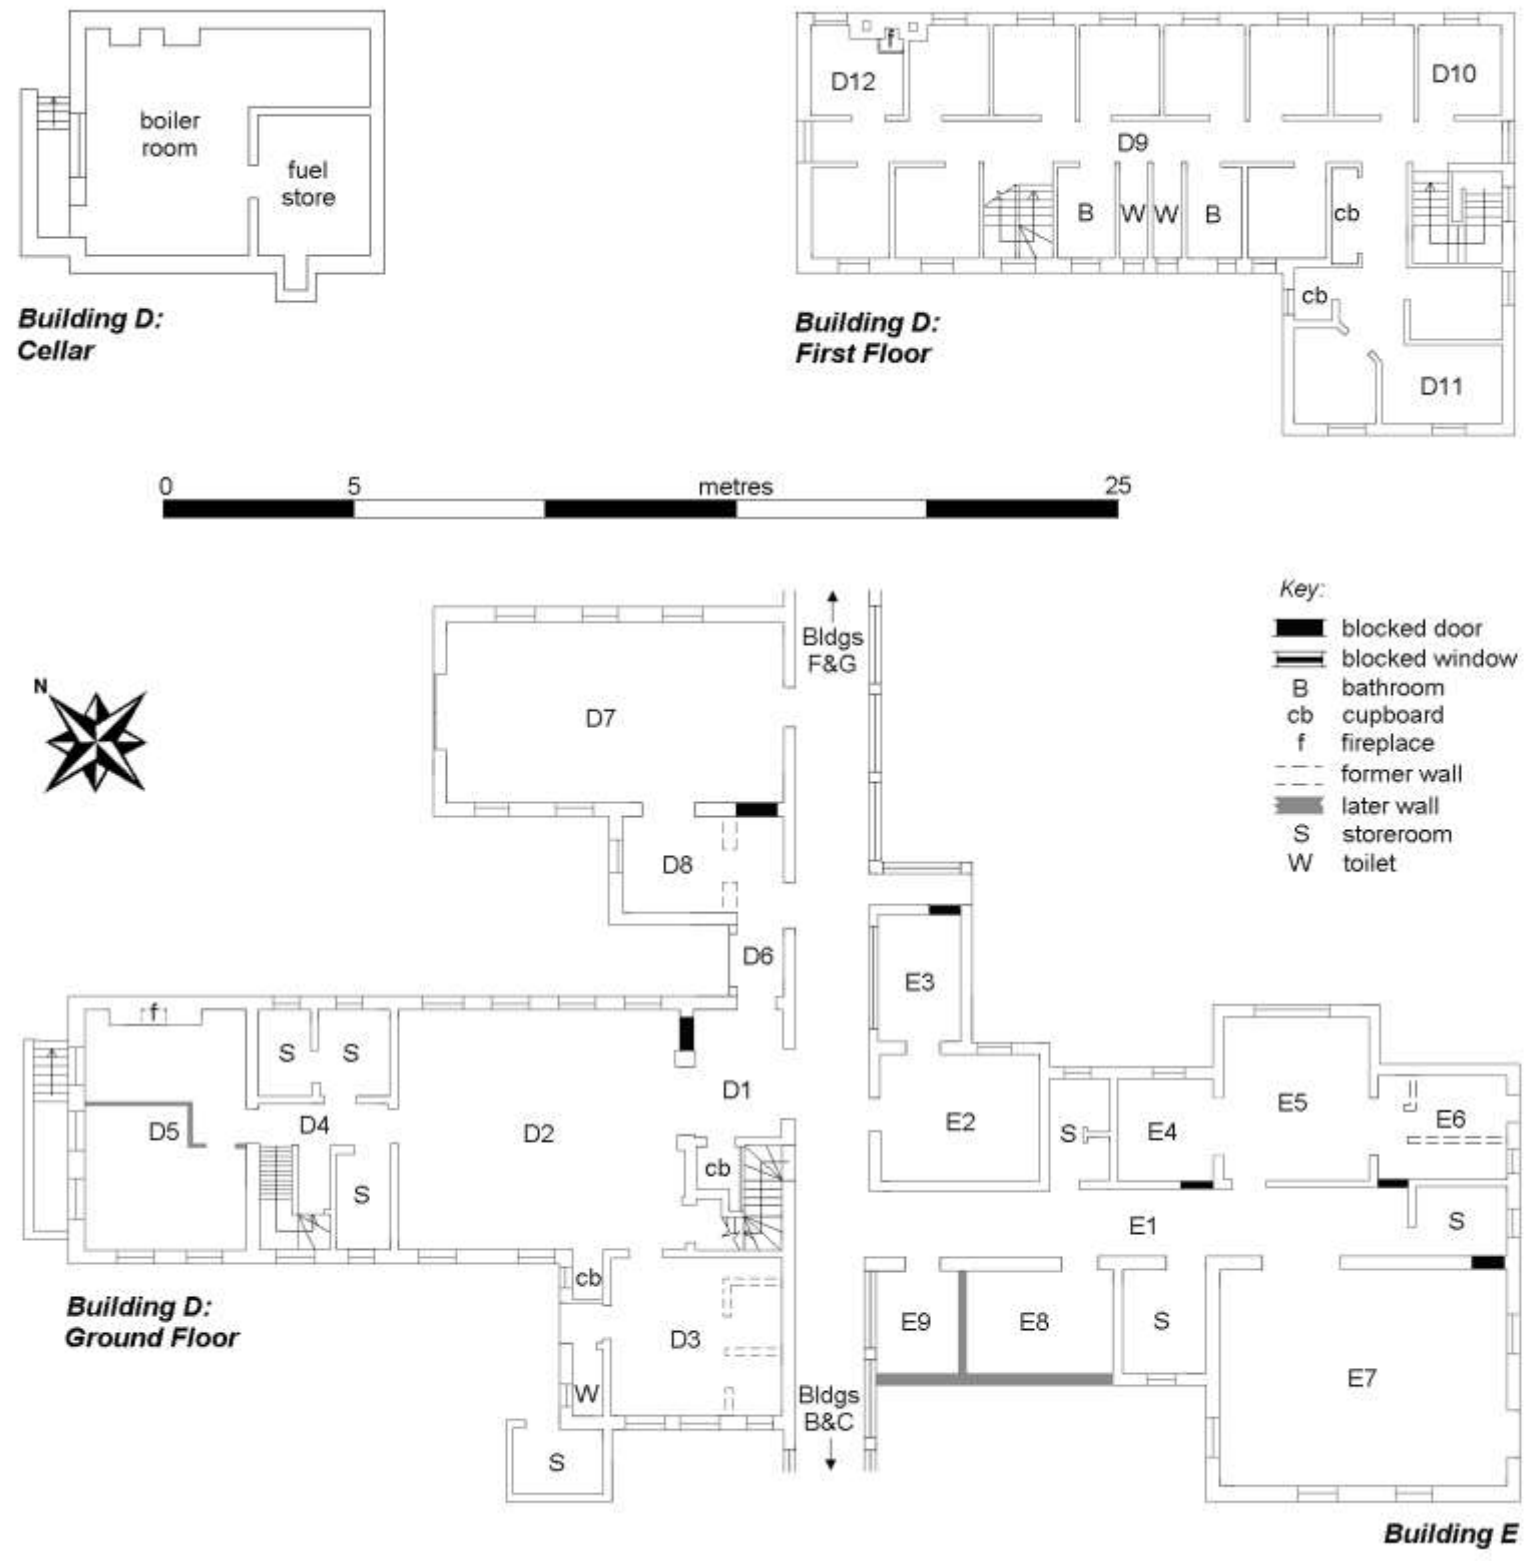 boiler
room
fuel
store
Building D:
Cellar
f
D12
D10
D9
B
W
W
B
cb
cb
D11
Building D:
First Floor
0
5
metres
25
N
Key:
blocked door
blocked window
B bathroom
cb cupboard
f fireplace
former wall
later wall
S storeroom
W toilet
Bldgs
F&G
D7
D8
D6
E3
f
S
S
D1
D5
D4
D2
cb
S
E2
S
E4
E5
E6
E1
S
cb
D3
W
S
Building D:
Ground Floor
E9
E8
S
E7
Bldgs
B&C
Building E